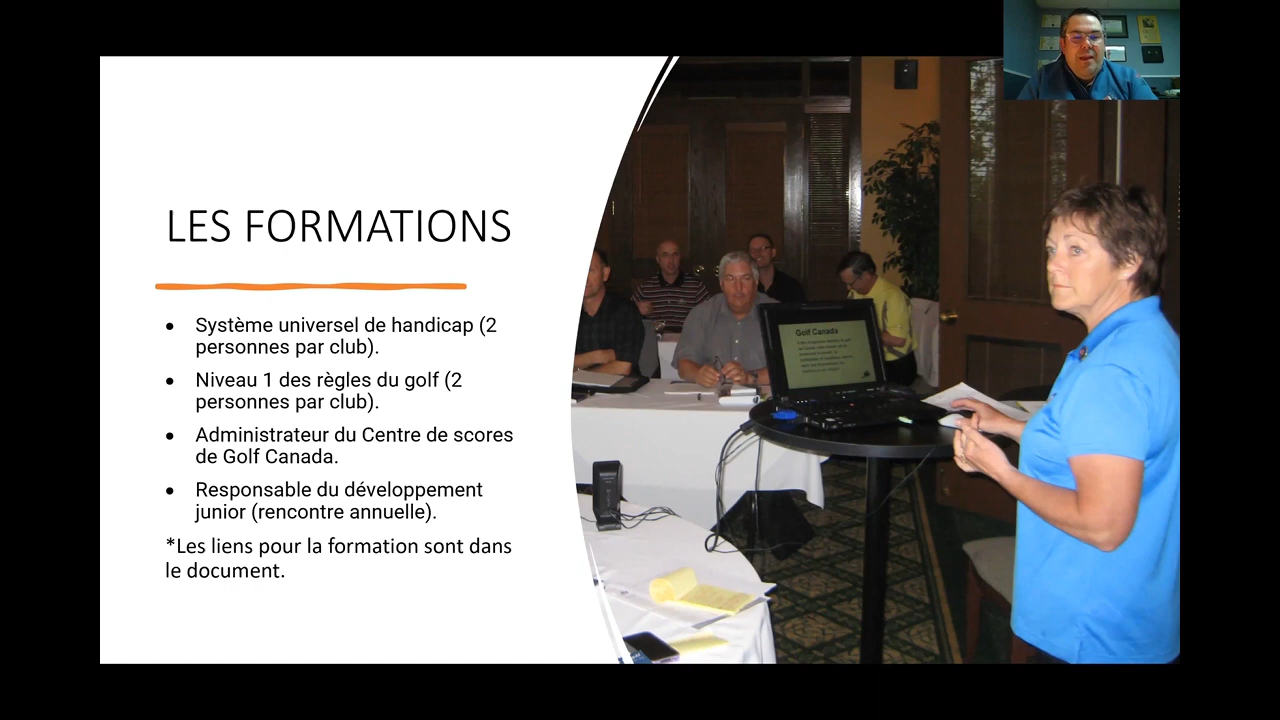 LES FORMATIONS
• Système universel de handicap (2
personnes par club).
• Niveau 1 des règles du golf (2
personnes par club).
• Administrateur du Centre de scores
de Golf Canada.
• Responsable du développement
junior (rencontre annuelle).
*Les liens pour la formation sont dans
le document.
Golf Canada